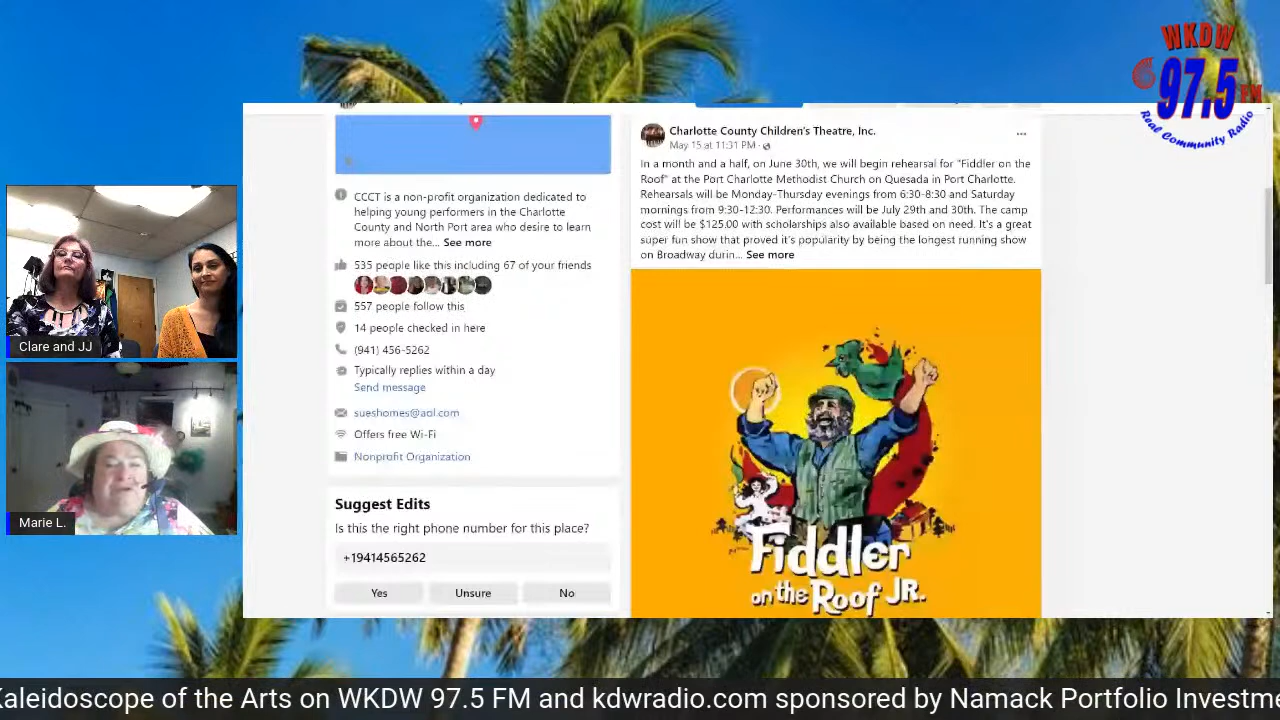 WKDW
97.5 FM
Real Community Radio
Charlotte County Children's Theatre, Inc.
May 15 at 11:31 PM
In a month and a half, on June 30th, we will begin rehearsal for "Fiddler on the
Roof" at the Port Charlotte Methodist Church on Quesada in Port Charlotte.
Rehearsals will be Monday-Thursday evenings from 6:30-8:30 and Saturday
mornings from 9:30-12:30. Performances will be July 29th and 30th. The camp
cost will be $125.00 with scholarships also available based on need. It's a great
super fun show that proved it's popularity by being the longest running show
on Broadway durin... See more
CCCT is a non-profit organization dedicated to
helping young performers in the Charlotte
County and North Port area who desire to learn
more about the... See more
535 people like this including 67 of your friends
557 people follow this
14 people checked in here
(941) 456-5262
Typically replies within a day
Send message
sueshomes@aol.com
Offers free Wi-Fi
Nonprofit Organization
Suggest Edits
Is this the right phone number for this place?
+19414565262
Yes
Unsure
No
Fiddler
on the Roof JR.
Clare and JJ
Marie L.
Kaleidoscope of the Arts on WKDW 97.5 FM and kdwradio.com sponsored by Namack Portfolio Investme